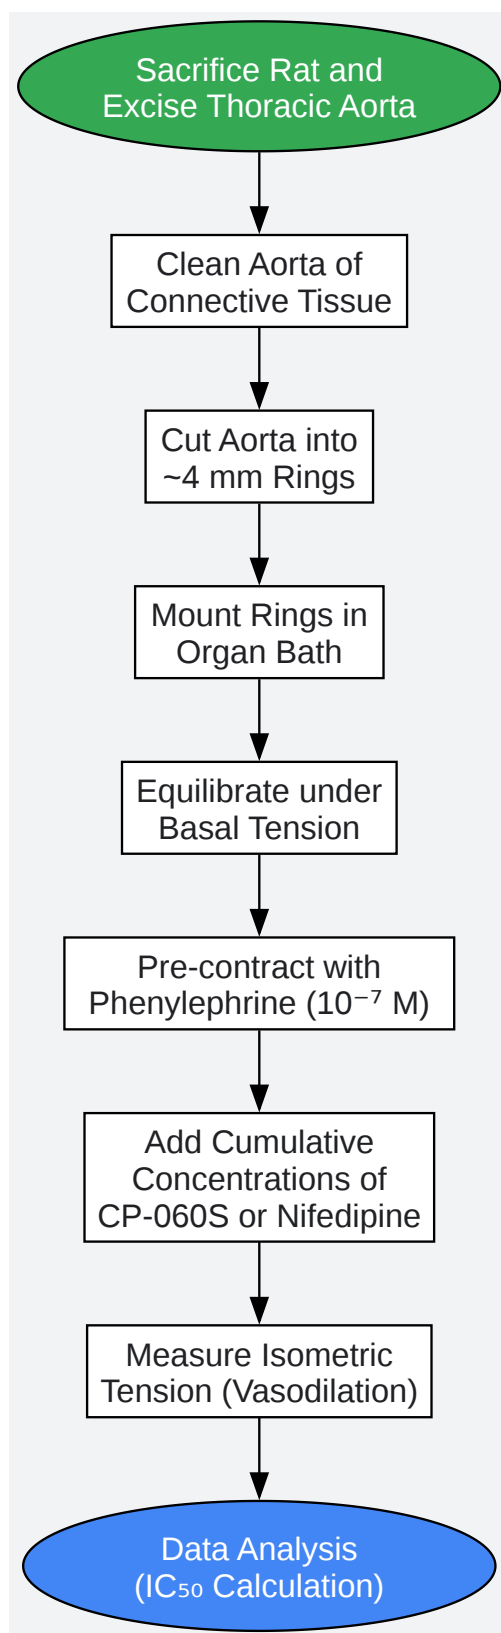 Sacrifice Rat and
Excise Thoracic Aorta
Clean Aorta of
Connective Tissue
Cut Aorta into
~4 mm Rings
Mount Rings in
Organ Bath
Equilibrate under
Basal Tension
Pre-contract with
Phenylephrine (10⁻⁷ M)
Add Cumulative
Concentrations of
CP-060S or Nifedipine
Measure Isometric
Tension (Vasodilation)
Data Analysis
(IC₅₀ Calculation)